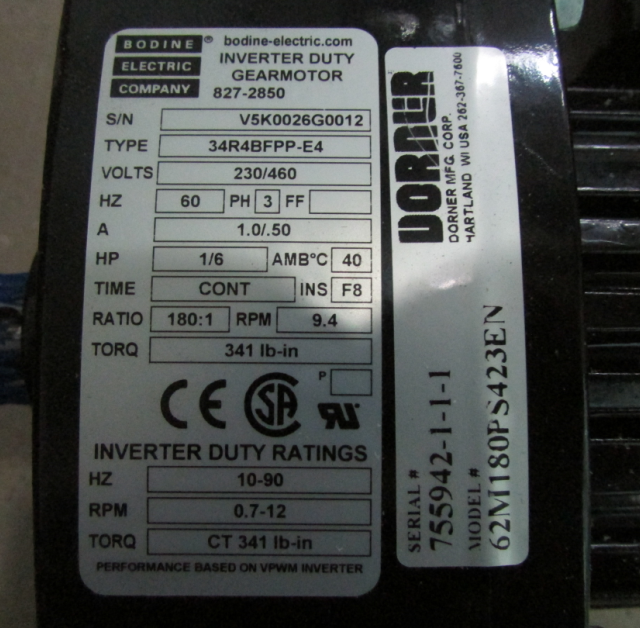 BODINE ® bodine-electric.com
ELECTRIC INVERTER DUTY
GEARMOTOR
COMPANY 827-2850
S/N V5K0026G0012
TYPE 34R4BFPP-E4
VOLTS 230/460
HZ 60 PH 3 FF
A 1.0/.50
HP 1/6 AMB°C 40
TIME CONT INS F8
RATIO 180:1 RPM 9.4
TORQ 341 lb-in
P
CE SA RU
INVERTER DUTY RATINGS
HZ 10-90
RPM 0.7-12
TORQ CT 341 lb-in
PERFORMANCE BASED ON VPWM INVERTER
DORNER
DORNER MFG. CORP.
HARTLAND WI USA 262-367-7600
SERIAL #
755942-1-1-1
MODEL #
62M180PS423EN